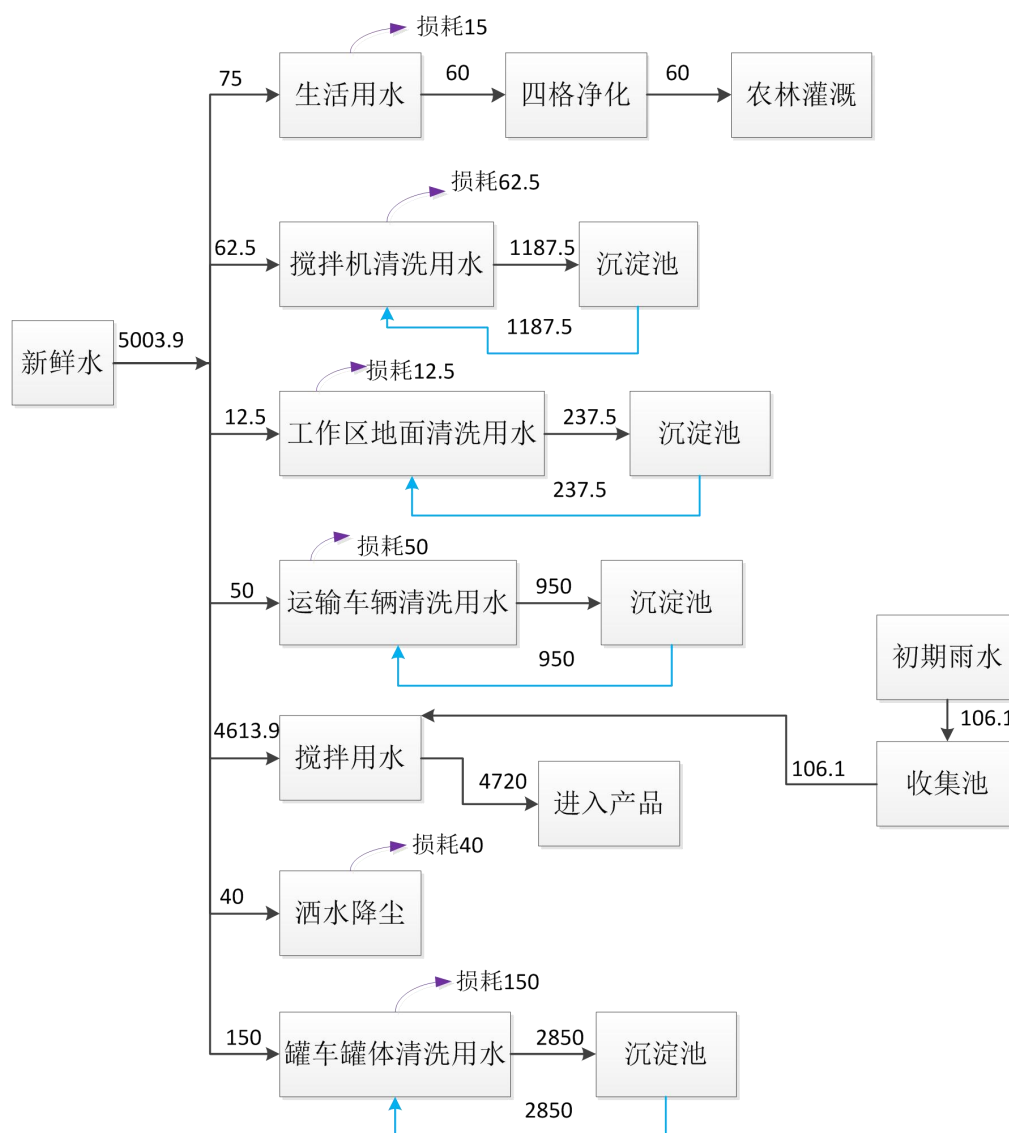 损耗15
75
生活用水
60
四格净化
60
农林灌溉
损耗62.5
62.5
搅拌机清洗用水
1187.5
沉淀池
1187.5
新鲜水
5003.9
损耗12.5
12.5
工作区地面清洗用水
237.5
沉淀池
237.5
损耗50
50
运输车辆清洗用水
950
沉淀池
950
初期雨水
106.1
4613.9
搅拌用水
4720
进入产品
106.1
收集池
损耗40
40
洒水降尘
损耗150
150
罐车罐体清洗用水
2850
沉淀池
2850